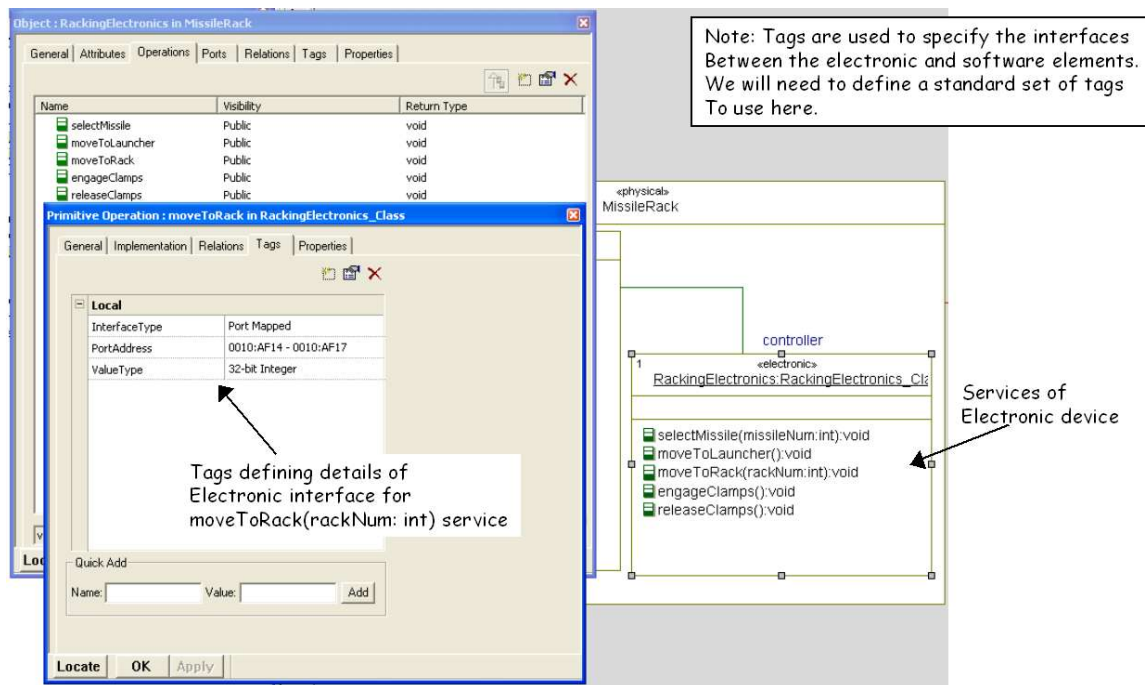 Object : RackingElectronics in MissileRack
General Attributes Operations Ports Relations Tags Properties
Name Visibility Return Type
selectMissile Public void
moveToLauncher Public void
moveToRack Public void
engageClamps Public void
releaseClamps Public void
Primitive Operation : moveToRack in RackingElectronics_Class
General Implementation Relations Tags Properties
Local
InterfaceType Port Mapped
PortAddress 0010:AF14 - 0010:AF17
ValueType 32-bit Integer
Tags defining details of
Electronic interface for
moveToRack(rackNum: int) service
Quick Add
Name: Value: Add
Locate OK Apply
Note: Tags are used to specify the interfaces
Between the electronic and software elements.
We will need to define a standard set of tags
To use here.
«physical»
MissileRack
controller
1 «electronic»
RackingElectronics:RackingElectronics_Cla
selectMissile(missileNum:int):void
moveToLauncher():void
moveToRack(rackNum:int):void
engageClamps():void
releaseClamps():void
Services of
Electronic device